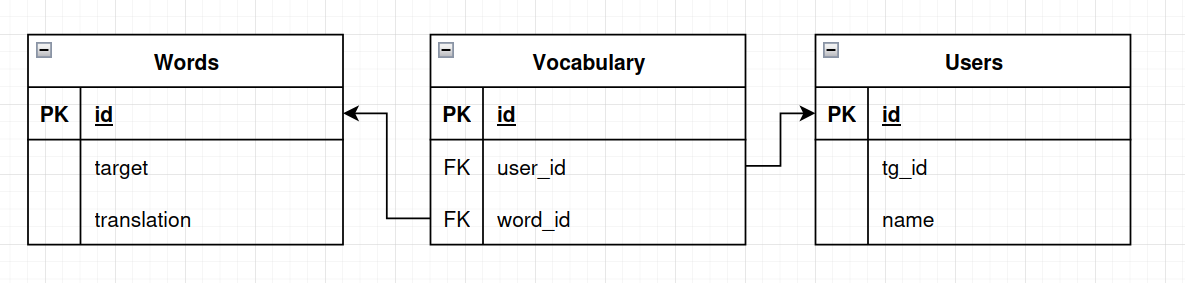 Words
PK id
target
translation
Vocabulary
PK id
FK user_id
FK word_id
Users
PK id
tg_id
name